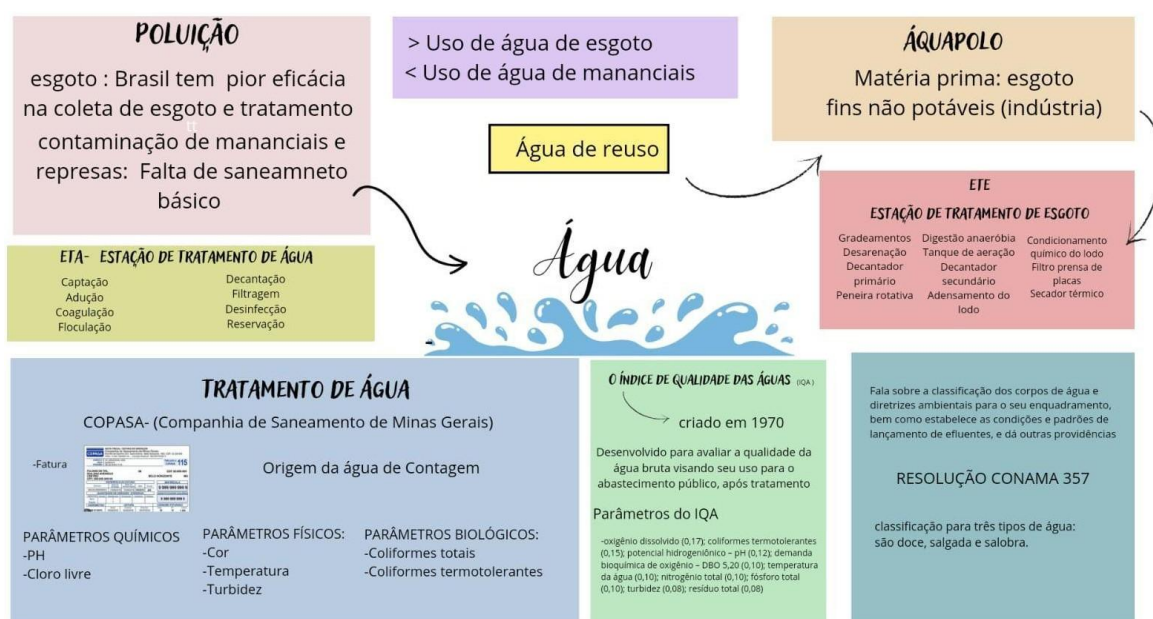 POLUIÇÃO
esgoto : Brasil tem pior eficácia
na coleta de esgoto e tratamento
contaminação de mananciais e
represas: Falta de saneamneto
básico
> Uso de água de esgoto
< Uso de água de mananciais
Água de reuso
ÁQUAPOLO
Matéria prima: esgoto
fins não potáveis (indústria)
ETE
ESTAÇÃO DE TRATAMENTO DE ESGOTO
Gradeamentos
Desarenação
Decantador
primário
Peneira rotativa
Digestão anaeróbia
Tanque de aeração
Decantador
secundário
Adensamento do
lodo
Condicionamento
químico do lodo
Filtro prensa de
placas
Secador térmico
ETA- ESTAÇÃO DE TRATAMENTO DE ÁGUA
Captação
Adução
Coagulação
Floculação
Decantação
Filtragem
Desinfecção
Reservação
Água
TRATAMENTO DE ÁGUA
COPASA- (Companhia de Saneamento de Minas Gerais)
-Fatura
Origem da água de Contagem
PARÂMETROS QUÍMICOS
-PH
-Cloro livre
PARÂMETROS FÍSICOS:
-Cor
-Temperatura
-Turbidez
PARÂMETROS BIOLÓGICOS:
-Coliformes totais
-Coliformes termotolerantes
O ÍNDICE DE QUALIDADE DAS ÁGUAS (IQA)
criado em 1970
Desenvolvido para avaliar a qualidade da
água bruta visando seu uso para o
abastecimento público, após tratamento
Parâmetros do IQA
-oxigênio dissolvido (0,17); coliformes termotolerantes
(0,15); potencial hidrogeniônico – pH (0,12); demanda
bioquímica de oxigênio – DBO 5,20 (0,10); temperatura
da água (0,10); nitrogênio total (0,10); fósforo total
(0,10); turbidez (0,08); resíduo total (0,08)
Fala sobre a classificação dos corpos de água e
diretrizes ambientais para o seu enquadramento,
bem como estabelece as condições e padrões de
lançamento de efluentes, e dá outras providências
RESOLUÇÃO CONAMA 357
classificação para três tipos de água:
são doce, salgada e salobra.